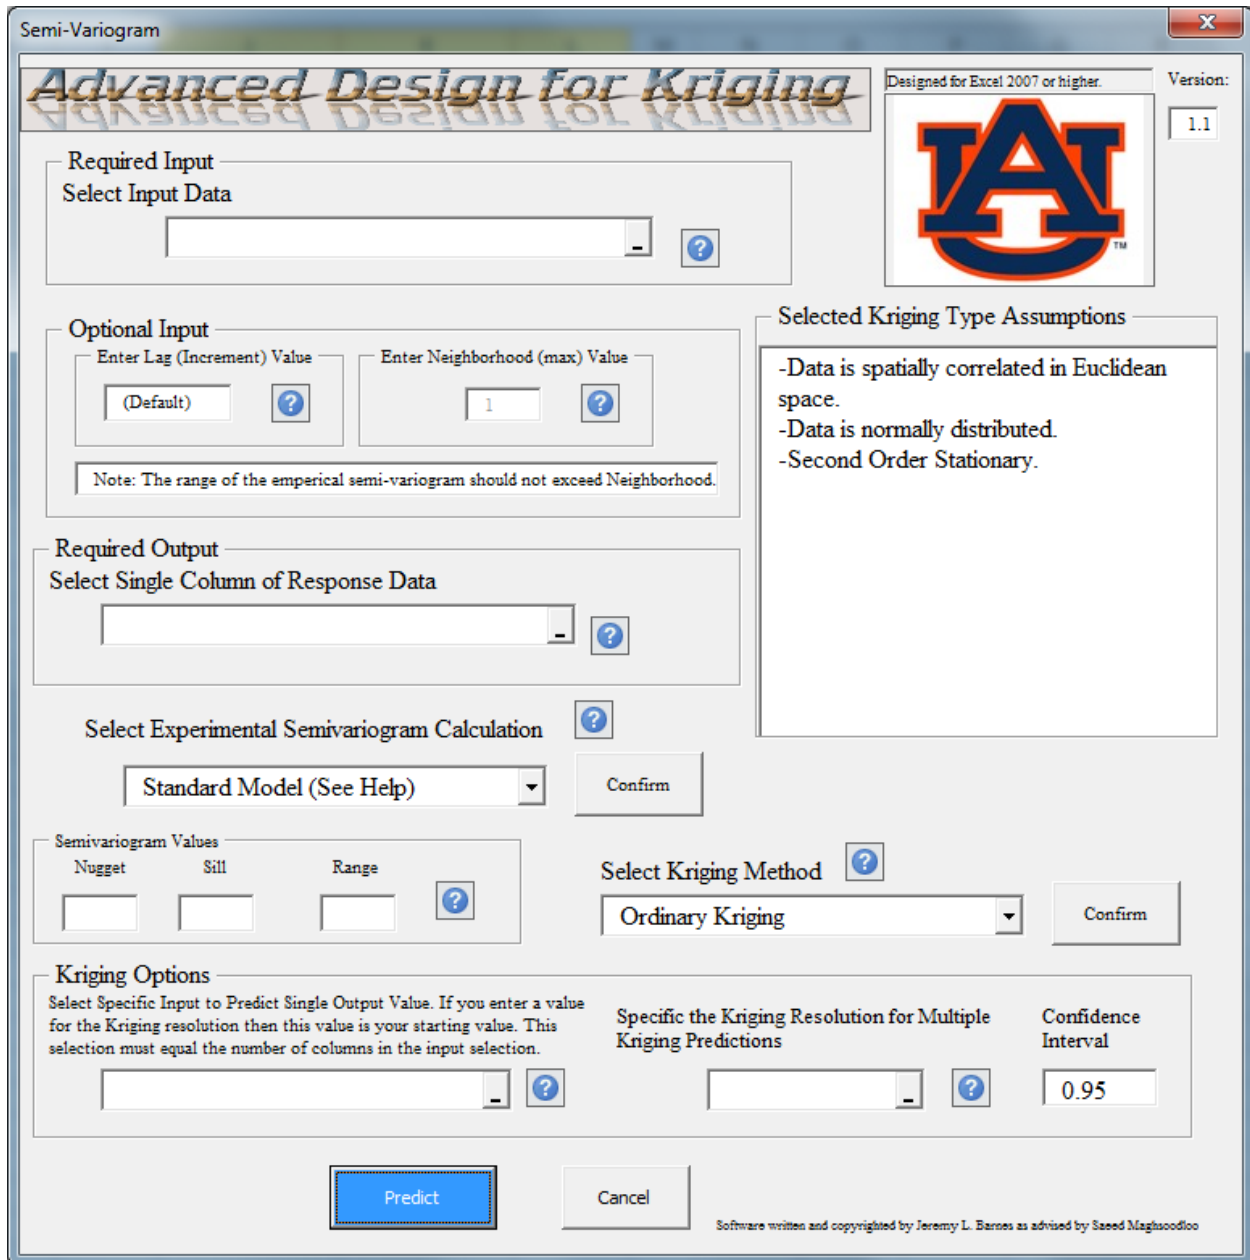 Semi-Variogram
Advanced Design for Kriging
Designed for Excel 2007 or higher.
Version:
1.1
AU
TM
Required Input
Select Input Data
Optional Input
Enter Lag (Increment) Value
(Default)
Enter Neighborhood (max) Value
1
Note: The range of the emperical semi-variogram should not exceed Neighborhood.
Selected Kriging Type Assumptions
-Data is spatially correlated in Euclidean
space.
-Data is normally distributed.
-Second Order Stationary.
Required Output
Select Single Column of Response Data
Select Experimental Semivariogram Calculation
Standard Model (See Help)
Confirm
Semivariogram Values
Nugget
Sill
Range
Select Kriging Method
Ordinary Kriging
Confirm
Kriging Options
Select Specific Input to Predict Single Output Value. If you enter a value
for the Kriging resolution then this value is your starting value. This
selection must equal the number of columns in the input selection.
Specific the Kriging Resolution for Multiple
Kriging Predictions
Confidence
Interval
0.95
Predict
Cancel
Software written and copyrighted by Jeremy L. Barnes as advised by Saeed Maghsoodloo